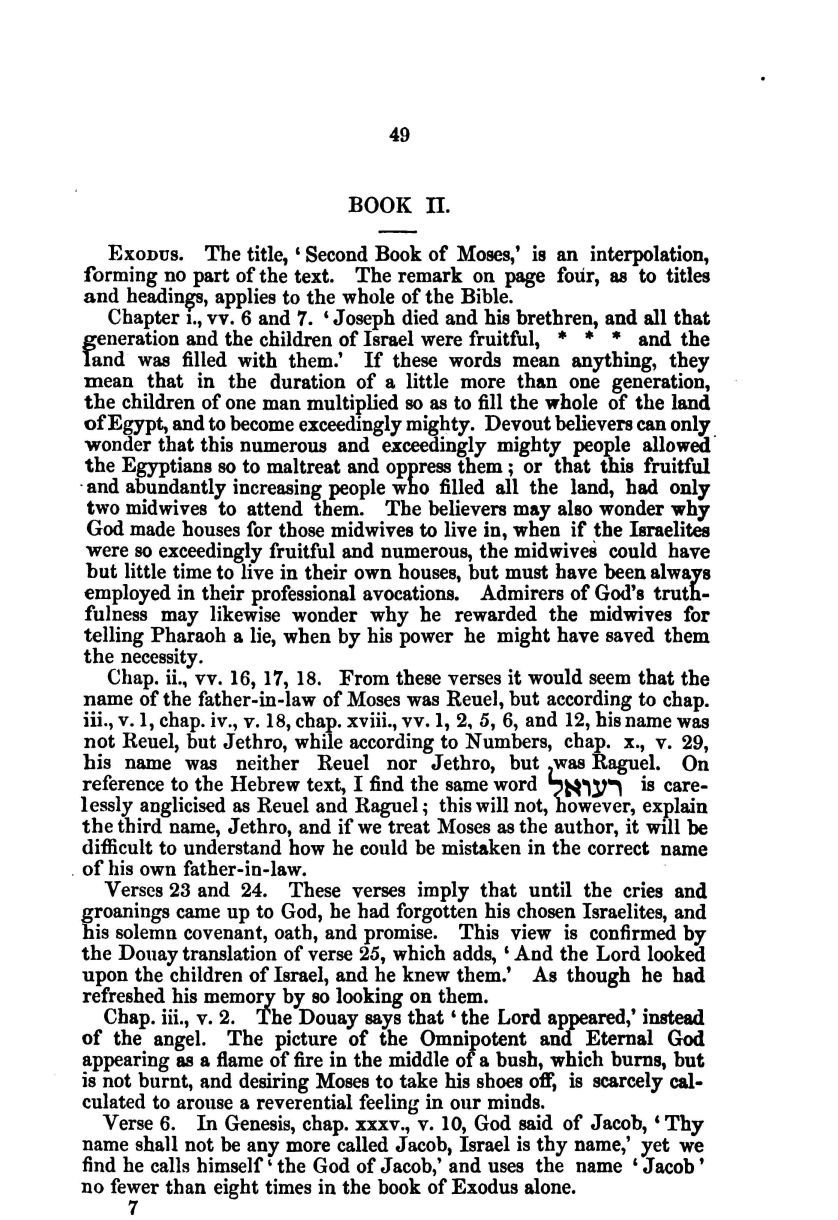 49
BOOK II.
EXODUS. The title, ‘ Second Book of Moses,’ is an interpolation,
forming no part of the text. The remark on page four, as to titles
and headings, applies to the whole of the Bible.
Chapter i., vv. 6 and 7. ‘ Joseph died and his brethren, and all that
generation and the children of Israel were fruitful, * * * and the
land was filled with them.’ If these words mean anything, they
mean that in the duration of a little more than one generation,
the children of one man multiplied so as to fill the whole of the land
of Egypt, and to become exceedingly mighty. Devout believers can only
wonder that this numerous and exceedingly mighty people allowed
the Egyptians so to maltreat and oppress them ; or that this fruitful
and abundantly increasing people who filled all the land, had only
two midwives to attend them. The believers may also wonder why
God made houses for those midwives to live in, when if the Israelites
were so exceedingly fruitful and numerous, the midwives could have
but little time to live in their own houses, but must have been always
employed in their professional avocations. Admirers of God’s truth-
fulness may likewise wonder why he rewarded the midwives for
telling Pharaoh a lie, when by his power he might have saved them
the necessity.
Chap. ii., vv. 16, 17, 18. From these verses it would seem that the
name of the father-in-law of Moses was Reuel, but according to chap.
iii., v. 1, chap. iv., v. 18, chap. xviii., vv. 1, 2, 5, 6, and 12, his name was
not Reuel, but Jethro, while according to Numbers, chap. x., v. 29,
his name was neither Reuel nor Jethro, but was Raguel. On
reference to the Hebrew text, I find the same word רעואל is care-
lessly anglicised as Reuel and Raguel ; this will not, however, explain
the third name, Jethro, and if we treat Moses as the author, it will be
difficult to understand how he could be mistaken in the correct name
of his own father-in-law.
Verses 23 and 24. These verses imply that until the cries and
groanings came up to God, he had forgotten his chosen Israelites, and
his solemn covenant, oath, and promise. This view is confirmed by
the Douay translation of verse 25, which adds, ‘ And the Lord looked
upon the children of Israel, and he knew them.’ As though he had
refreshed his memory by so looking on them.
Chap. iii., v. 2. The Douay says that ‘ the Lord appeared,’ instead
of the angel. The picture of the Omnipotent and Eternal God
appearing as a flame of fire in the middle of a bush, which burns, but
is not burnt, and desiring Moses to take his shoes off, is scarcely cal-
culated to arouse a reverential feeling in our minds.
Verse 6. In Genesis, chap. xxxv., v. 10, God said of Jacob, ‘ Thy
name shall not be any more called Jacob, Israel is thy name,’ yet we
find he calls himself ‘ the God of Jacob,’ and uses the name ‘ Jacob ’
no fewer than eight times in the book of Exodus alone.
7